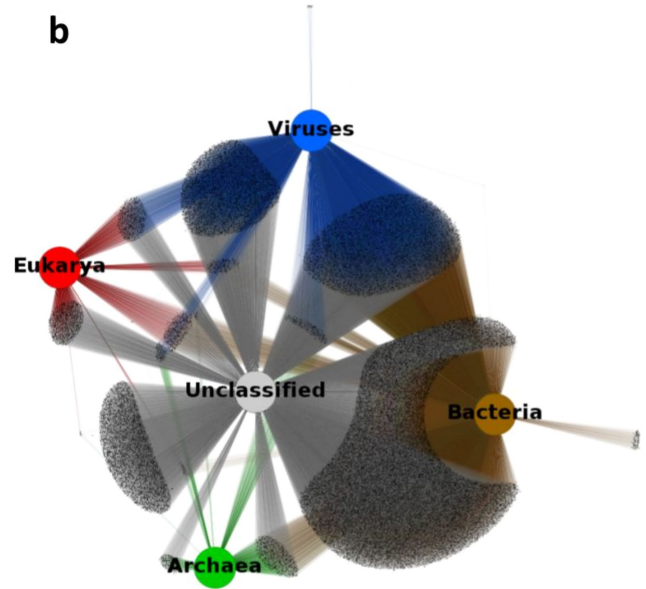 b
Viruses
Eukarya
Unclassified
Bacteria
Archaea